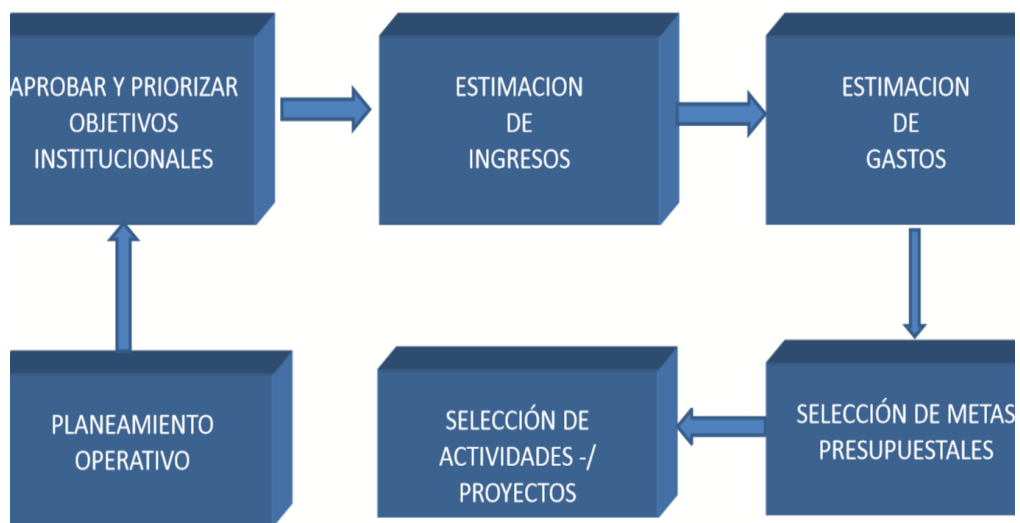 APROBAR Y PRIORIZAR
OBJETIVOS
INSTITUCIONALES
ESTIMACION
DE
INGRESOS
ESTIMACION
DE
GASTOS
PLANEAMIENTO
OPERATIVO
SELECCIÓN DE
ACTIVIDADES -/
PROYECTOS
SELECCIÓN DE METAS
PRESUPUESTALES